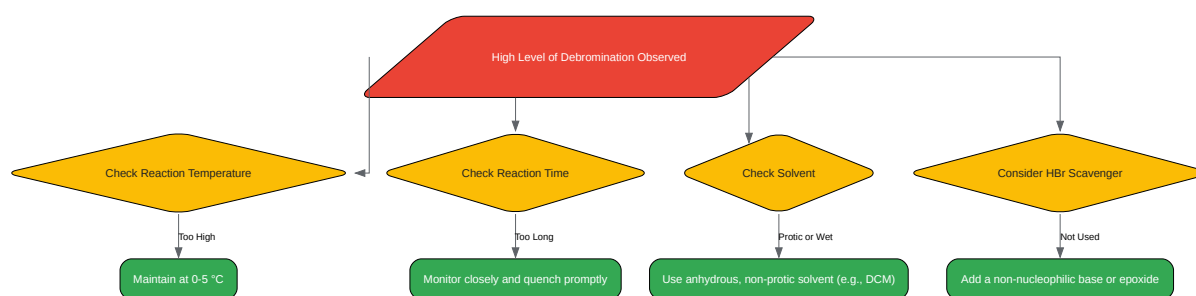 High Level of Debromination Observed
Check Reaction Temperature
Check Reaction Time
Check Solvent
Consider HBr Scavenger
Too High
Too Long
Protic or Wet
Not Used
Maintain at 0-5 °C
Monitor closely and quench promptly
Use anhydrous, non-protic solvent (e.g., DCM)
Add a non-nucleophilic base or epoxide